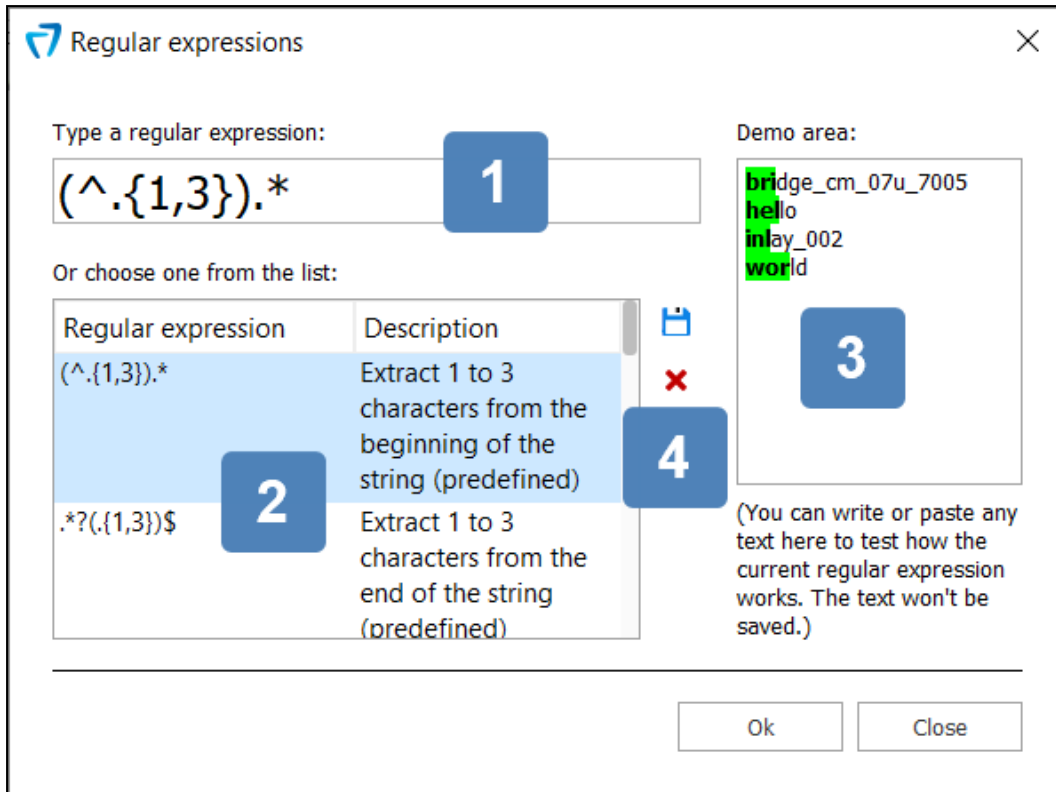 Regular expressions
Type a regular expression:
(^.{1,3}).*
1
Or choose one from the list:
Regular expression
Description
(^.{1,3}).*
Extract 1 to 3
characters from the
beginning of the
string (predefined)
.*?(.{1,3})$
Extract 1 to 3
characters from the
end of the string
(predefined)
2
4
Demo area:
bridge_cm_07u_7005
hello
inlay_002
world
3
(You can write or paste any
text here to test how the
current regular expression
works. The text won't be
saved.)
Ok
Close